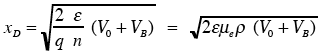 x_D = √(2/q ε/n (V_0 + V_B)) = √(2εμ_eρ (V_0 + V_B))